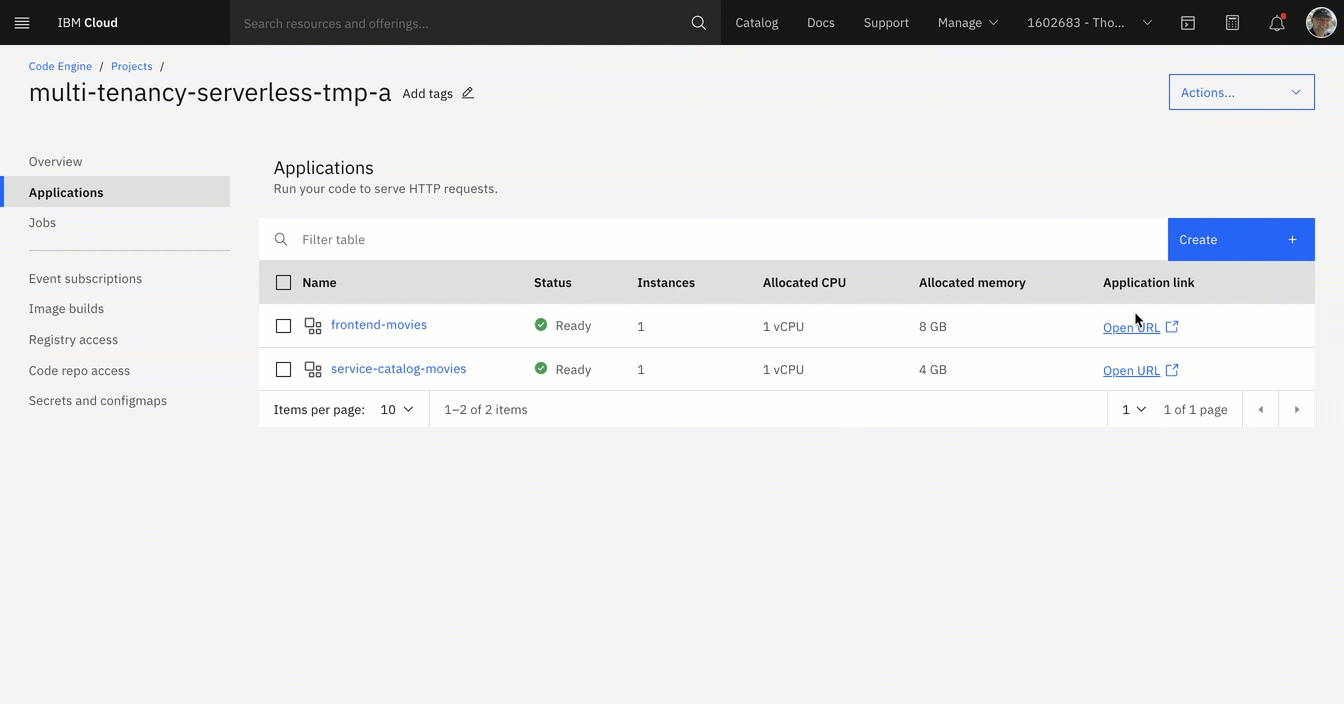 IBM Cloud
Search resources and offerings...
Catalog
Docs
Support
Manage
1602683 - Tho...
Code Engine / Projects /
multi-tenancy-serverless-tmp-a
Add tags
Actions...
Overview
Applications
Jobs
Event subscriptions
Image builds
Registry access
Code repo access
Secrets and configmaps
Applications
Run your code to serve HTTP requests.
Filter table
Create +
Name Status Instances Allocated CPU Allocated memory Application link
frontend-movies Ready 1 1 vCPU 8 GB Open URL
service-catalog-movies Ready 1 1 vCPU 4 GB Open URL
Items per page: 10 1–2 of 2 items 1 1 of 1 page